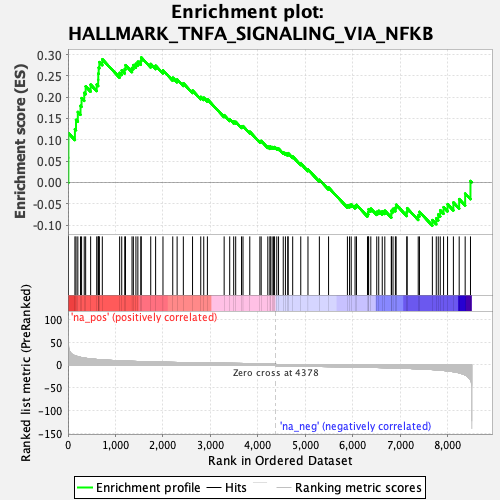 Enrichment plot:
HALLMARK_TNFA_SIGNALING_VIA_NFKB
Enrichment score (ES)
0.30
0.25
0.20
0.15
0.10
0.05
0.00
-0.05
-0.10
'na_pos' (positively correlated)
Ranked list metric (PreRanked)
100
50
0
-50
-100
-150
Zero cross at 4378
'na_neg' (negatively correlated)
0
1,000
2,000
3,000
4,000
5,000
6,000
7,000
8,000
Rank in Ordered Dataset
Enrichment profile
Hits
Ranking metric scores